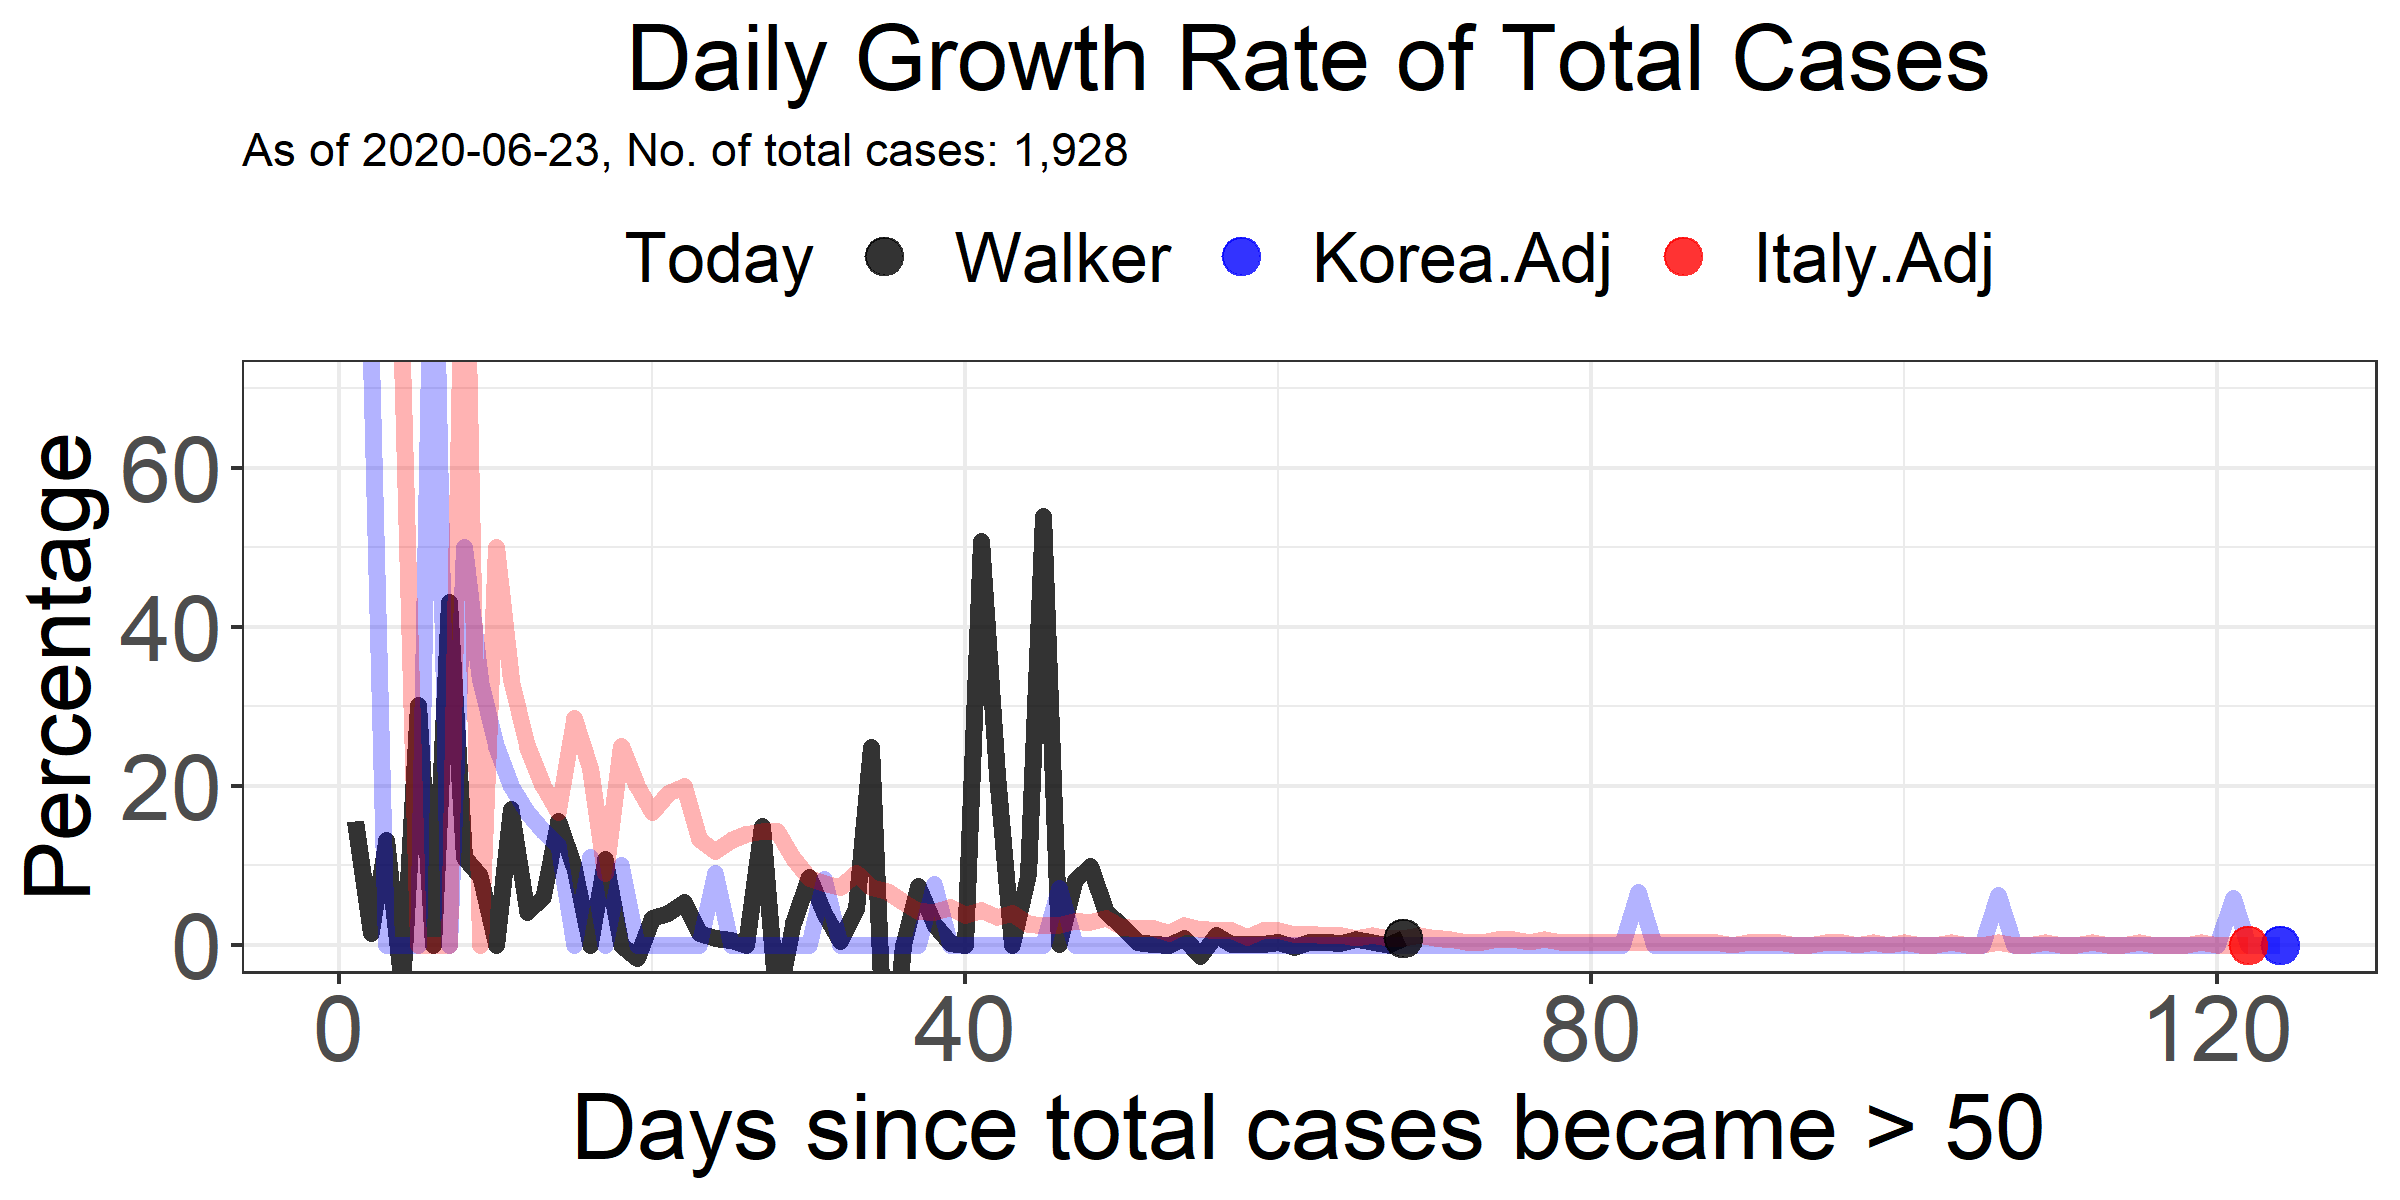 Daily Growth Rate of Total Cases
As of 2020-06-23, No. of total cases: 1,928
Today Walker Korea.Adj Italy.Adj
Percentage
60
40
20
0
0 40 80 120
Days since total cases became > 50